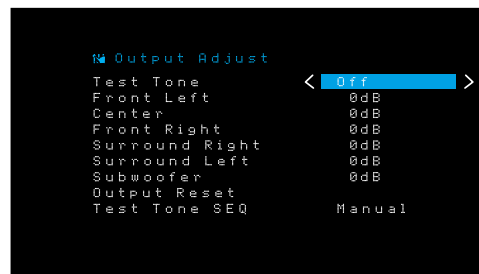 Output Adjust
Test Tone < Off >
Front Left 0dB
Center 0dB
Front Right 0dB
Surround Right 0dB
Surround Left 0dB
Subwoofer 0dB
Output Reset
Test Tone SEQ Manual